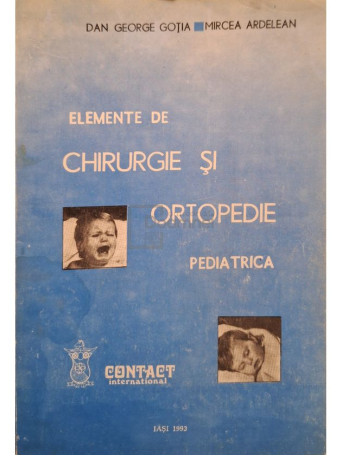 DAN GEORGE GOȚIA ■ MIRCEA ARDELEAN
ELEMENTE DE
CHIRURGIE ȘI
ORTOPEDIE
PEDIATRICA
CONTACT
international
IAȘI 1993